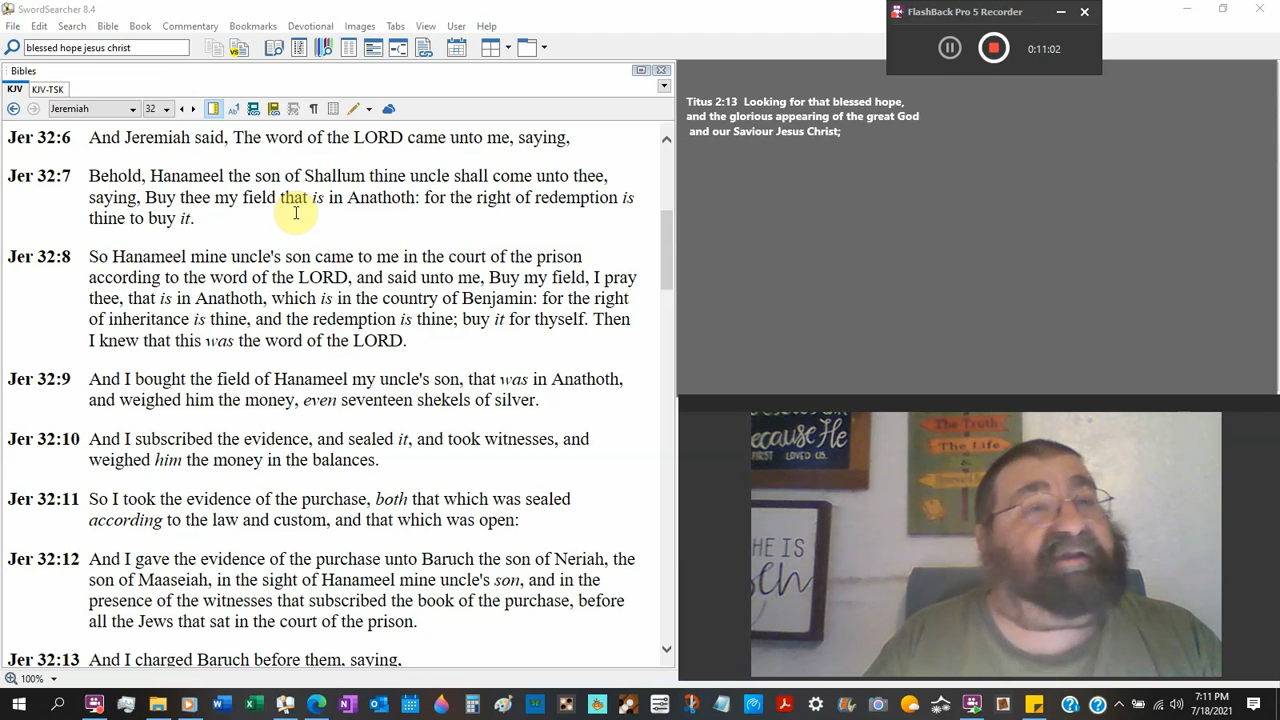 SwordSearcher 8.4
File Edit Search Bible Book Commentary Bookmarks Devotional Images Tabs View User Help
blessed hope jesus christ
Bibles
KJV KJV-TSK
Jeremiah 32
Jer 32:6 And Jeremiah said, The word of the LORD came unto me, saying,
Jer 32:7 Behold, Hanameel the son of Shallum thine uncle shall come unto thee,
saying, Buy thee my field that is in Anathoth: for the right of redemption is
thine to buy it.
Jer 32:8 So Hanameel mine uncle's son came to me in the court of the prison
according to the word of the LORD, and said unto me, Buy my field, I pray
thee, that is in Anathoth, which is in the country of Benjamin: for the right
of inheritance is thine, and the redemption is thine; buy it for thyself. Then
I knew that this was the word of the LORD.
Jer 32:9 And I bought the field of Hanameel my uncle's son, that was in Anathoth,
and weighed him the money, even seventeen shekels of silver.
Jer 32:10 And I subscribed the evidence, and sealed it, and took witnesses, and
weighed him the money in the balances.
Jer 32:11 So I took the evidence of the purchase, both that which was sealed
according to the law and custom, and that which was open:
Jer 32:12 And I gave the evidence of the purchase unto Baruch the son of Neriah, the
son of Maaseiah, in the sight of Hanameel mine uncle's son, and in the
presence of the witnesses that subscribed the book of the purchase, before
all the Jews that sat in the court of the prison.
Jer 32:13 And I charged Baruch before them, saying,
100%
FlashBack Pro 5 Recorder
0:11:02
Titus 2:13 Looking for that blessed hope,
and the glorious appearing of the great God
and our Saviour Jesus Christ;
Because He
FIRST LOVED US.
The Truth
The Life
&
HE IS
7:11 PM
7/18/2021